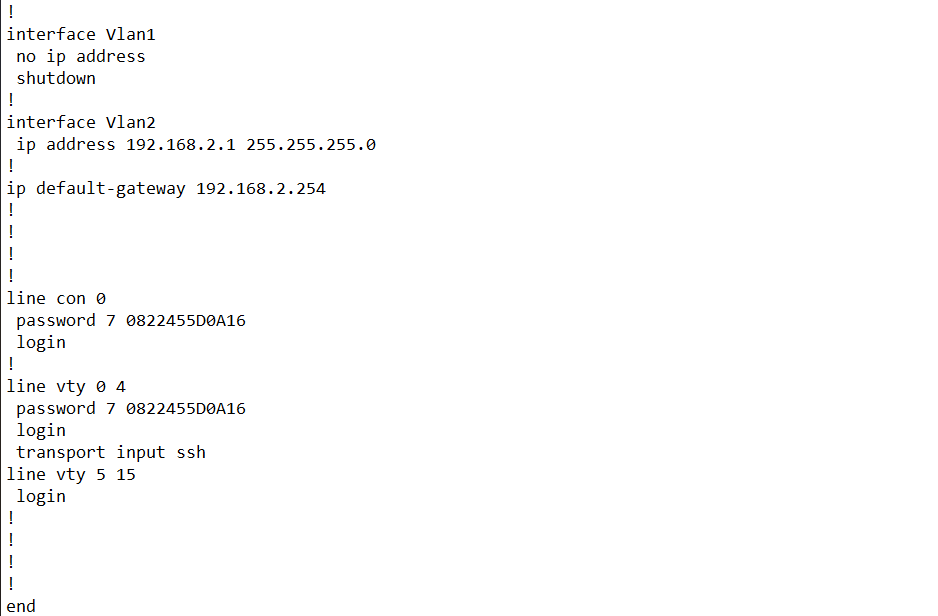 !
interface Vlan1
 no ip address
 shutdown
!
interface Vlan2
 ip address 192.168.2.1 255.255.255.0
!
ip default-gateway 192.168.2.254
!
!
!
!
line con 0
 password 7 0822455D0A16
 login
!
line vty 0 4
 password 7 0822455D0A16
 login
 transport input ssh
line vty 5 15
 login
!
!
!
!
end